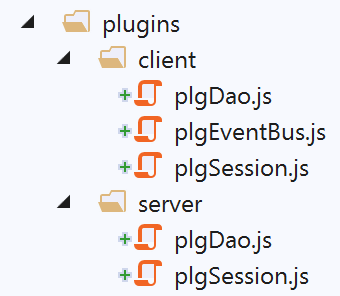 plugins
client
plgDao.js
plgEventBus.js
plgSession.js
server
plgDao.js
plgSession.js